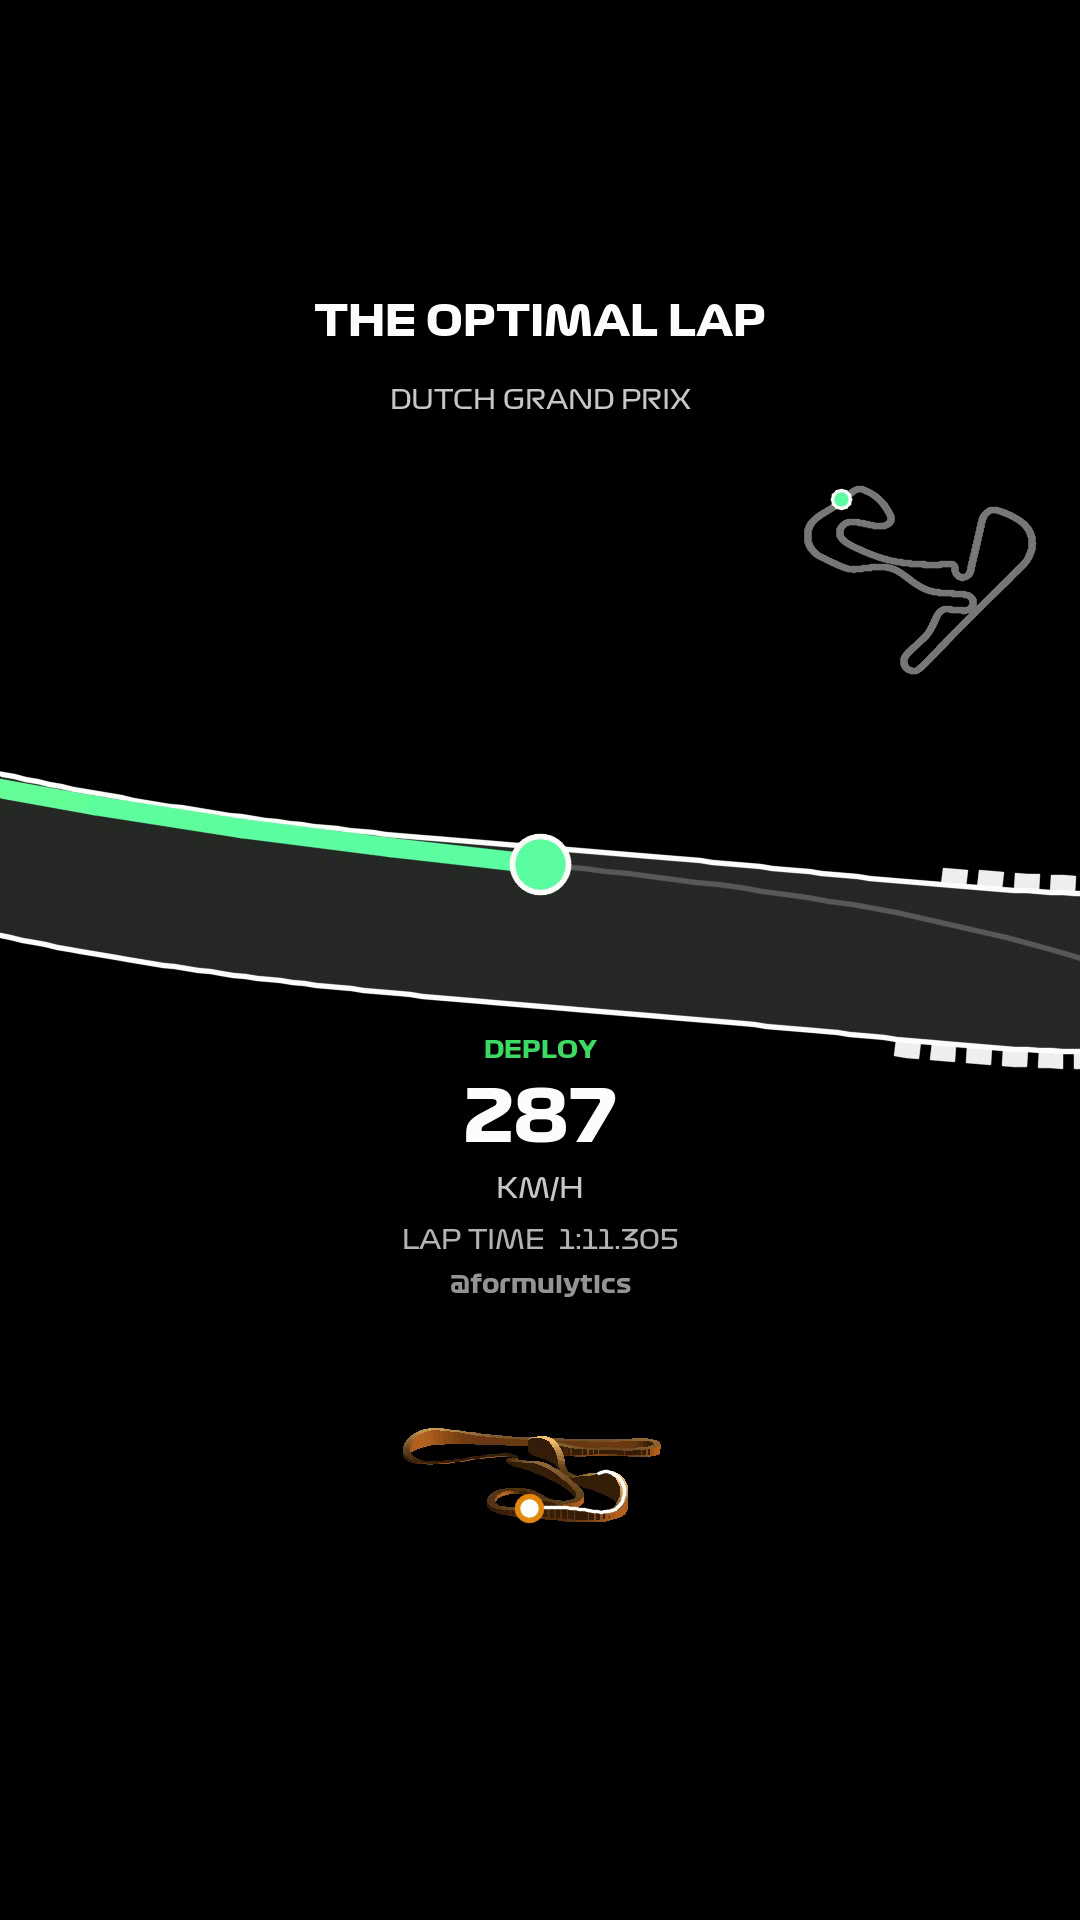 THE OPTIMAL LAP
DUTCH GRAND PRIX
DEPLOY
287
KM/H
LAP TIME 1:11.305
@formulytics